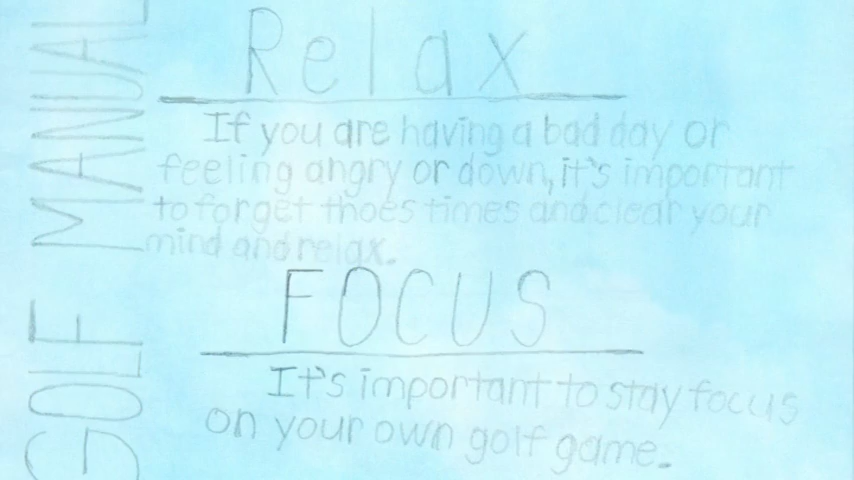 GOLF MANUAL
Relax
If you are having a bad day or
feeling angry or down, it's important
to forget thoes times and clear your
mind and relax.
FOCUS
It's important to stay focus
on your own golf game.